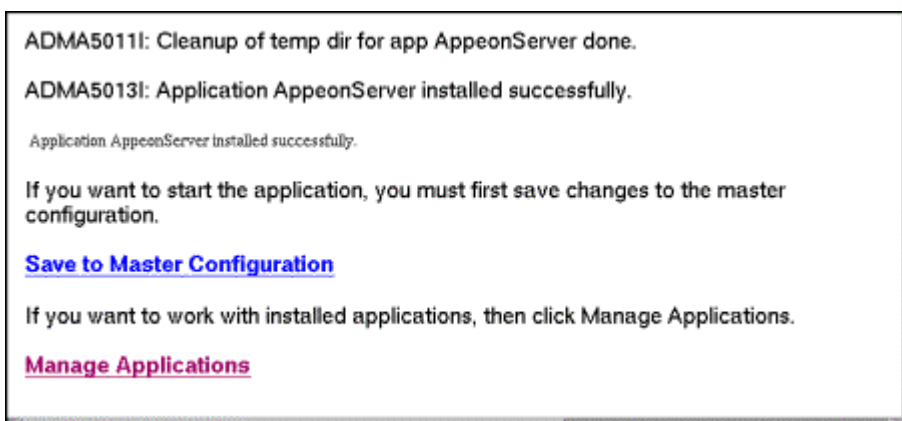 ADMA5011I: Cleanup of temp dir for app AppeonServer done.
ADMA5013I: Application AppeonServer installed successfully.
Application AppeonServer installed successfully.
If you want to start the application, you must first save changes to the master
configuration.
Save to Master Configuration
If you want to work with installed applications, then click Manage Applications.
Manage Applications